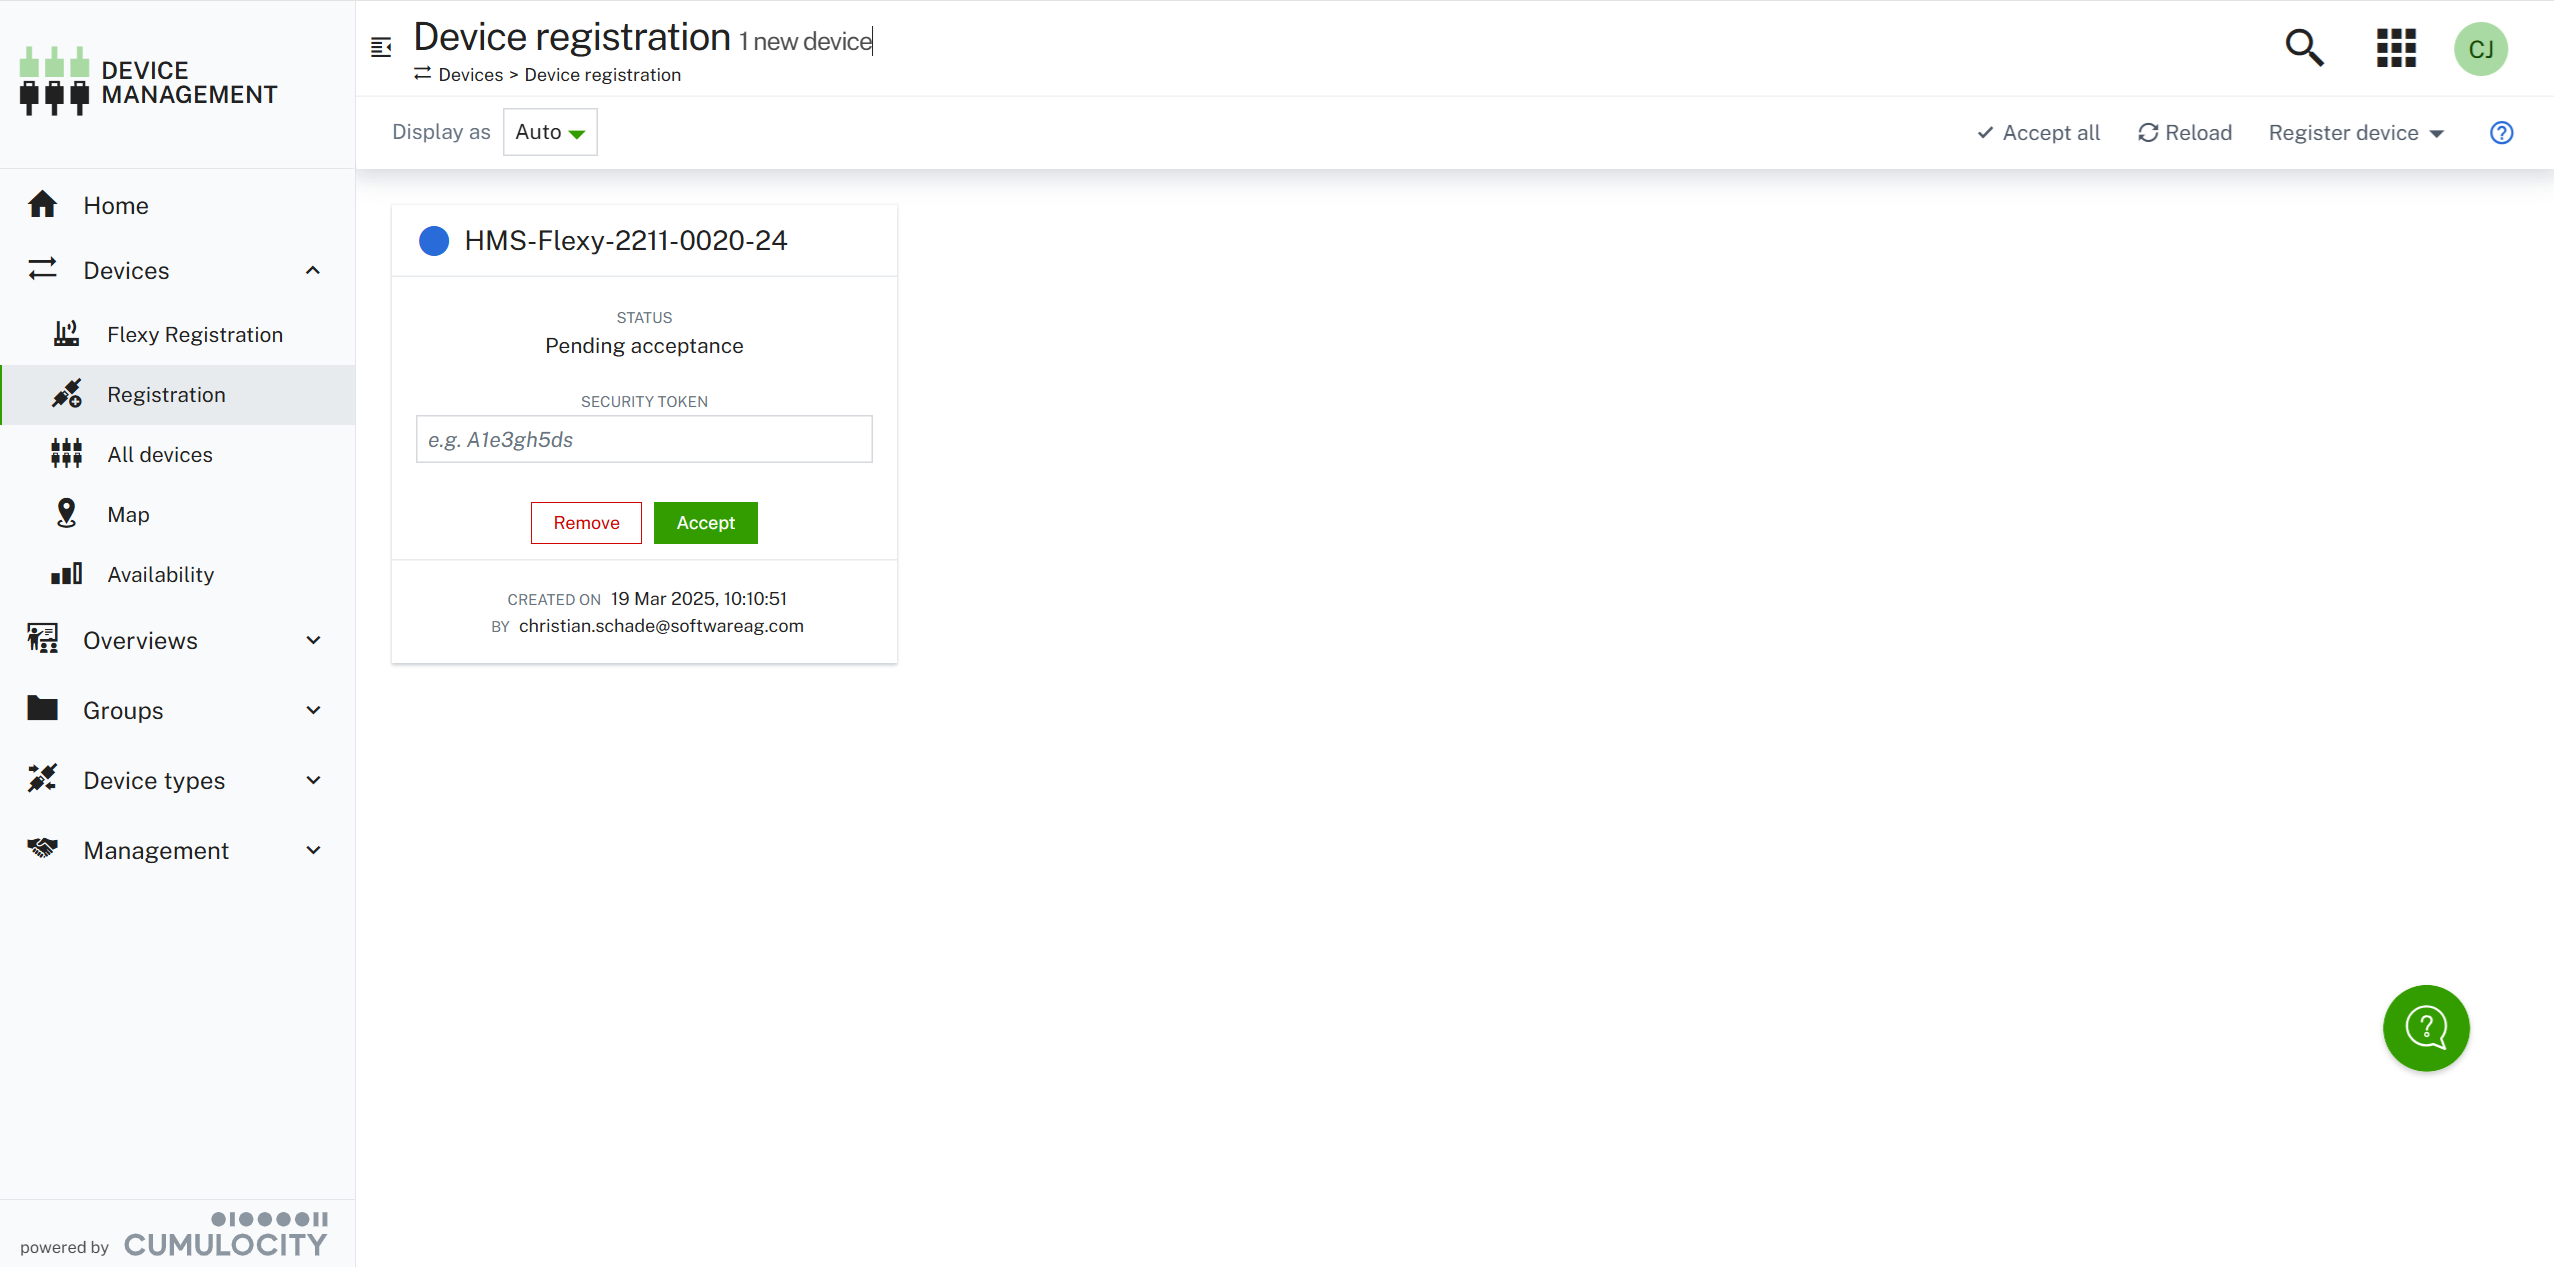 DEVICE
MANAGEMENT
Home
Devices
Flexy Registration
Registration
All devices
Map
Availability
Overviews
Groups
Device types
Management
powered by CUMULOCITY
Device registration 1 new device
Devices > Device registration
CJ
Display as Auto
Accept all Reload Register device
HMS-Flexy-2211-0020-24
STATUS
Pending acceptance
SECURITY TOKEN
e.g. A1e3gh5ds
Remove Accept
CREATED ON 19 Mar 2025, 10:10:51
BY christian.schade@softwareag.com